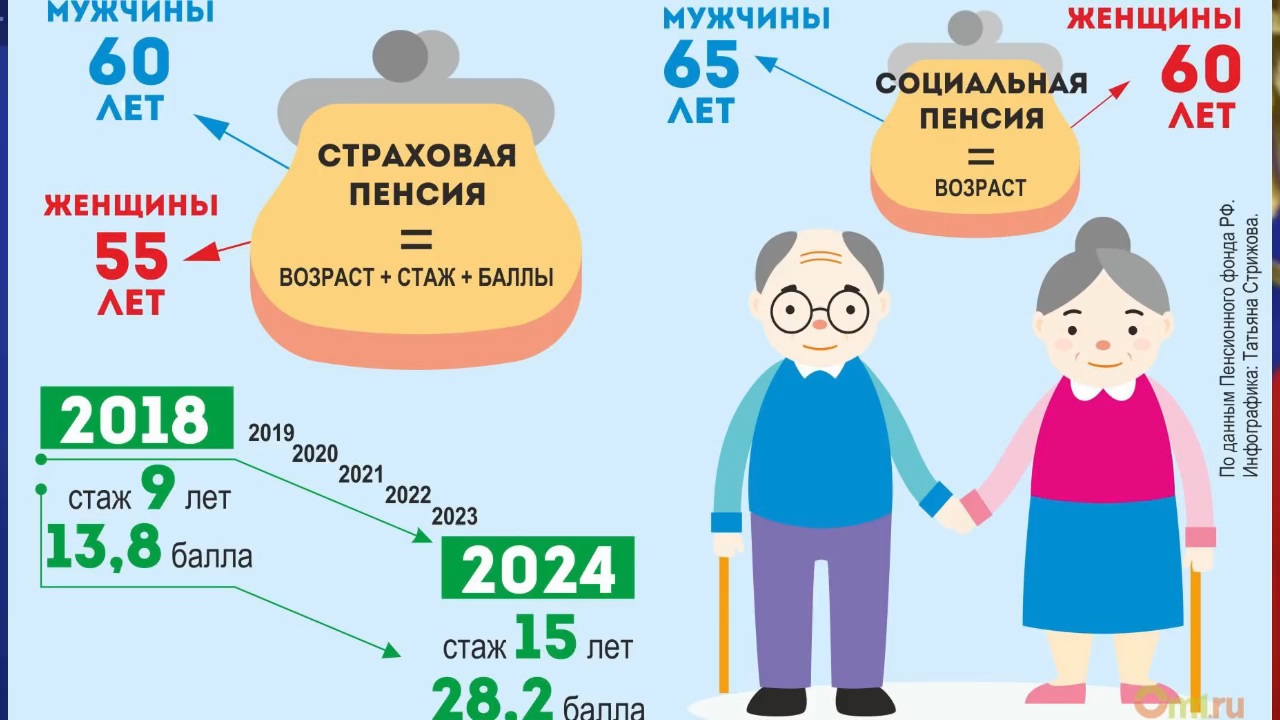 МУЖЧИНЫ
60
ЛЕТ
СТРАХОВАЯ
ПЕНСИЯ
=
ВОЗРАСТ + СТАЖ + БАЛЛЫ
ЖЕНЩИНЫ
55
ЛЕТ
МУЖЧИНЫ
65
ЛЕТ
СОЦИАЛЬНАЯ
ПЕНСИЯ
=
ВОЗРАСТ
ЖЕНЩИНЫ
60
ЛЕТ
2018
стаж 9 лет
13,8 балла
2019
2020
2021
2022
2023
2024
стаж 15 лет
28,2 балла
По данным Пенсионного фонда РФ.
Инфографика: Татьяна Стрижова.
Om1.ru